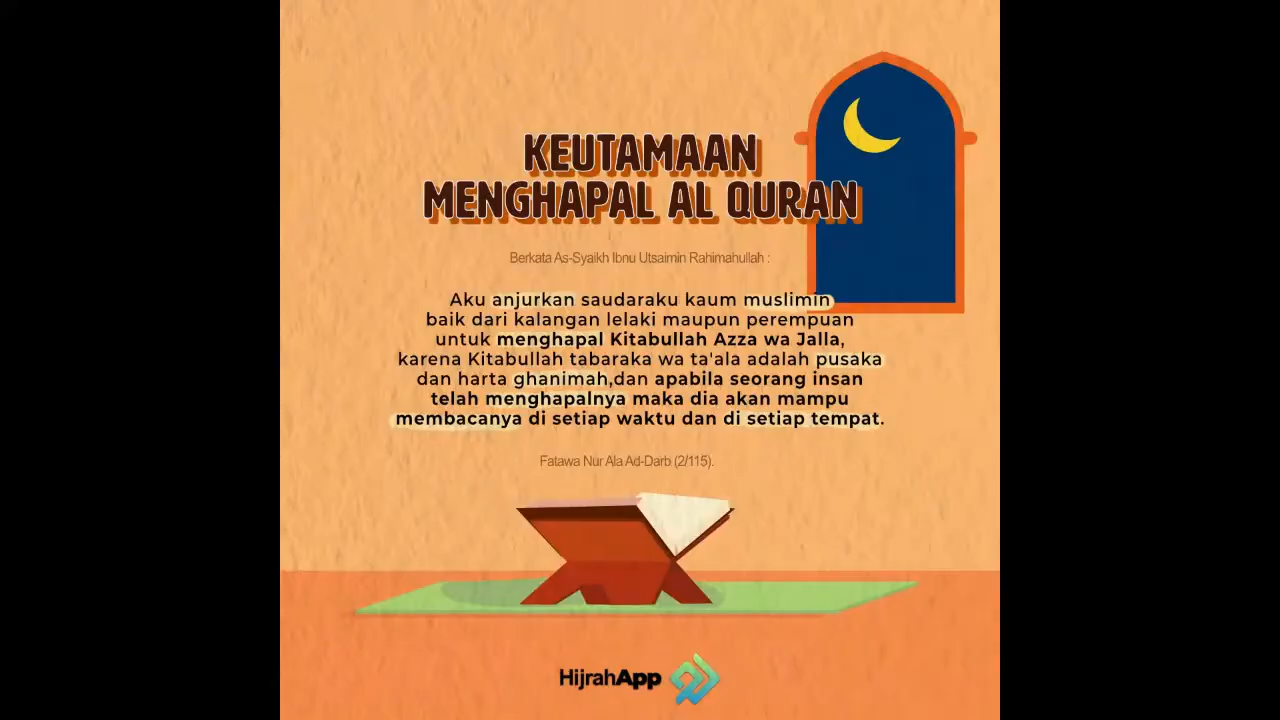 KEUTAMAAN
MENGHAPAL AL QURAN
Berkata As-Syaikh Ibnu Utsaimin Rahimahullah :
Aku anjurkan saudaraku kaum muslimin
baik dari kalangan lelaki maupun perempuan
untuk menghapal Kitabullah Azza wa Jalla,
karena Kitabullah tabaraka wa ta'ala adalah pusaka
dan harta ghanimah,dan apabila seorang insan
telah menghapalnya maka dia akan mampu
membacanya di setiap waktu dan di setiap tempat.
Fatawa Nur Ala Ad-Darb (2/115).
HijrahApp